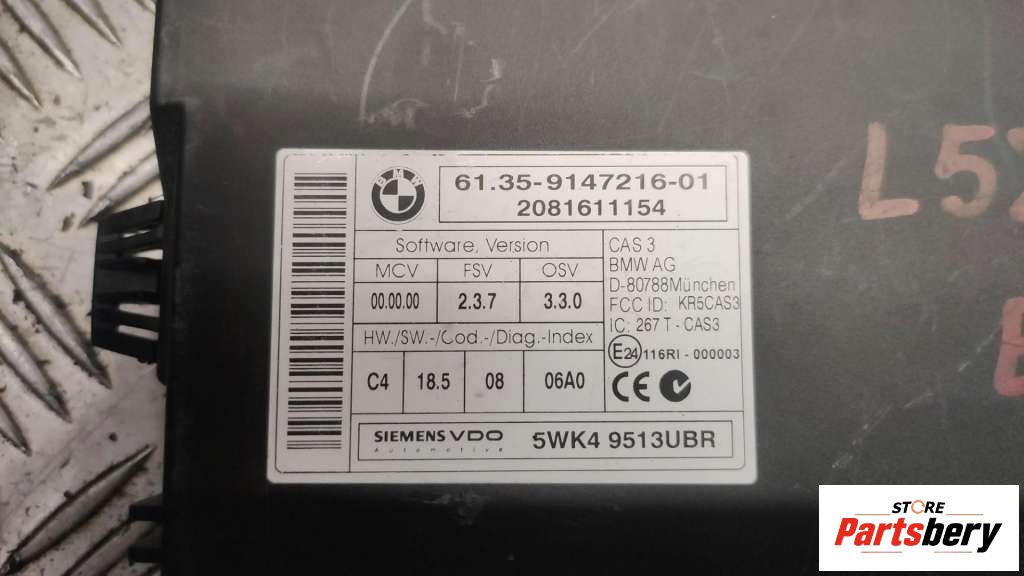 BMW
61.35-9147216-01
2081611154
Software, Version
MCV FSV OSV
00.00.00 2.3.7 3.3.0
HW./SW.-/Cod.-/Diag.-Index
C4 18.5 08 06A0
CAS 3
BMW AG
D-80788München
FCC ID: KR5CAS3
IC: 267 T - CAS3
E24 116RI - 000003
CE
SIEMENS VDO
Automotive
5WK4 9513UBR
STORE
Partsbery